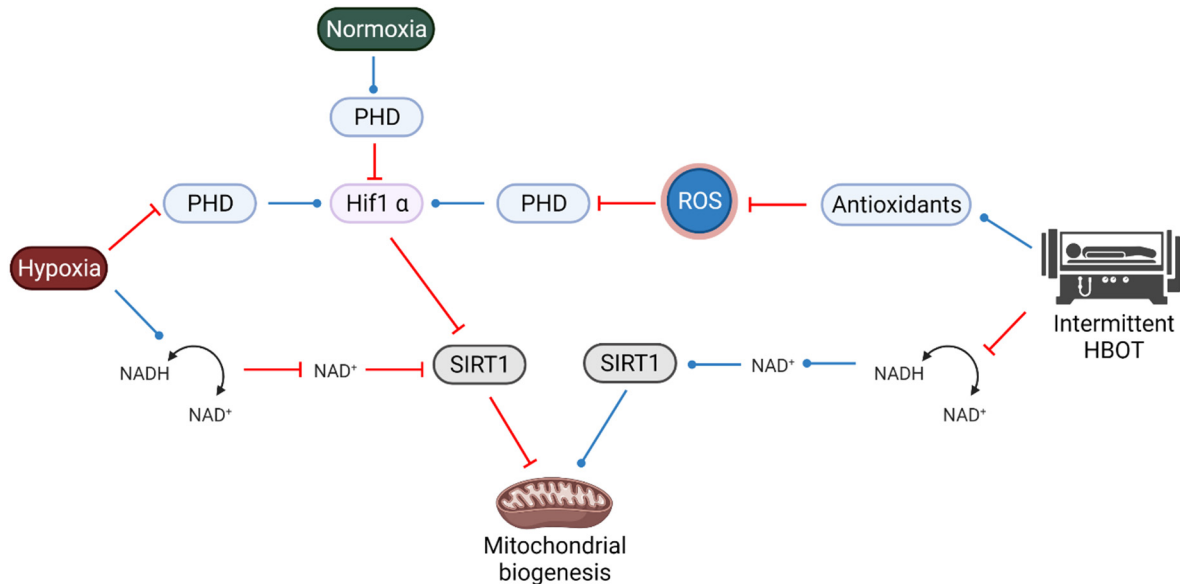 Normoxia
PHD
PHD
Hif1 α
PHD
ROS
Antioxidants
Hypoxia
Intermittent
HBOT
NADH
NAD⁺
NAD⁺
SIRT1
SIRT1
NAD⁺
NADH
NAD⁺
Mitochondrial
biogenesis